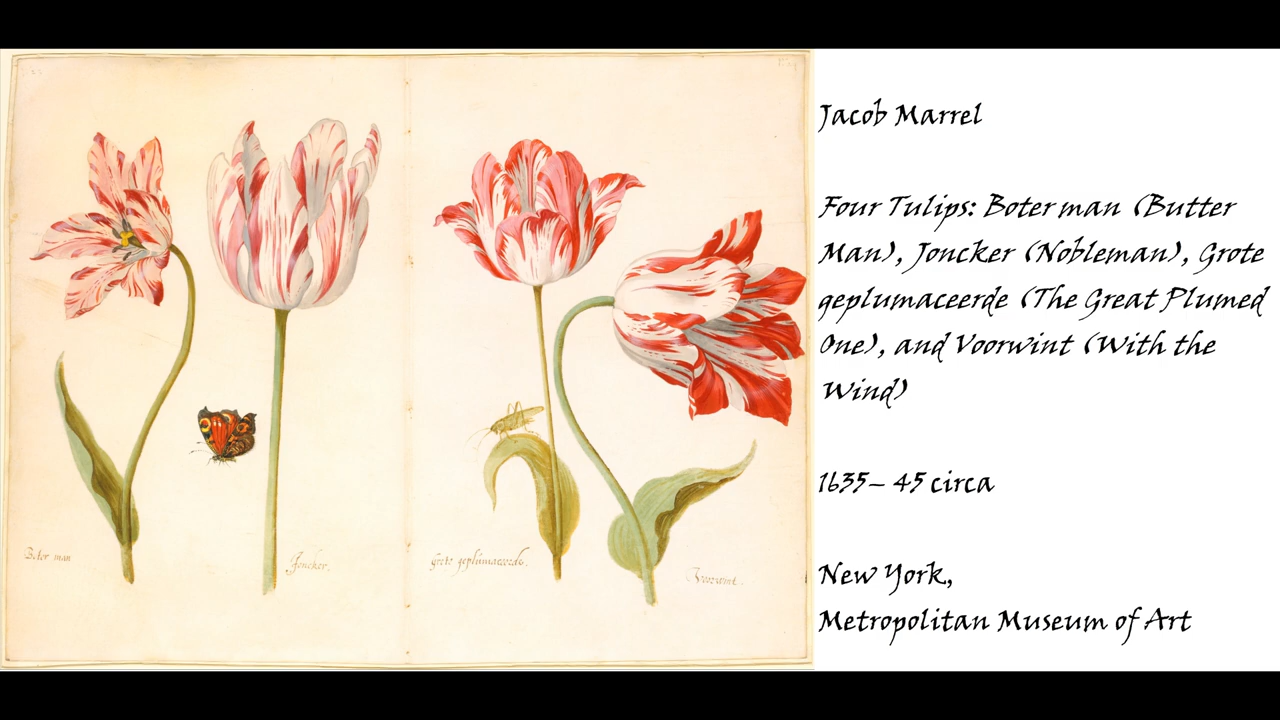 Jacob Marrel
Four Tulips: Boter man (Butter
Man), Joncker (Nobleman), Grote
geplumaceerde (The Great Plumed
One), and Voorwint (With the
Wind)
1635– 45 circa
New York,
Metropolitan Museum of Art
Boter man
Joncker.
Grote geplumaceerde.
Voorwint.